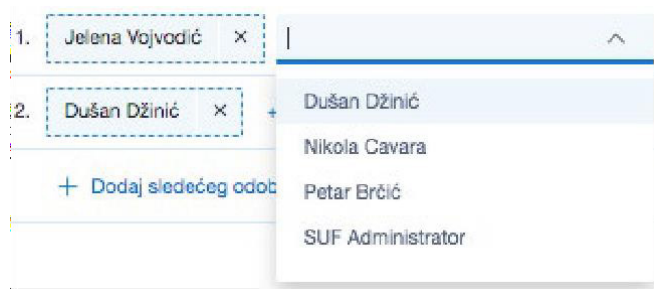 1. Jelena Vojvodić ×
2. Dušan Džinić × +
+ Dodaj sledećeg odob
Dušan Džinić
Nikola Cavara
Petar Brčić
SUF Administrator